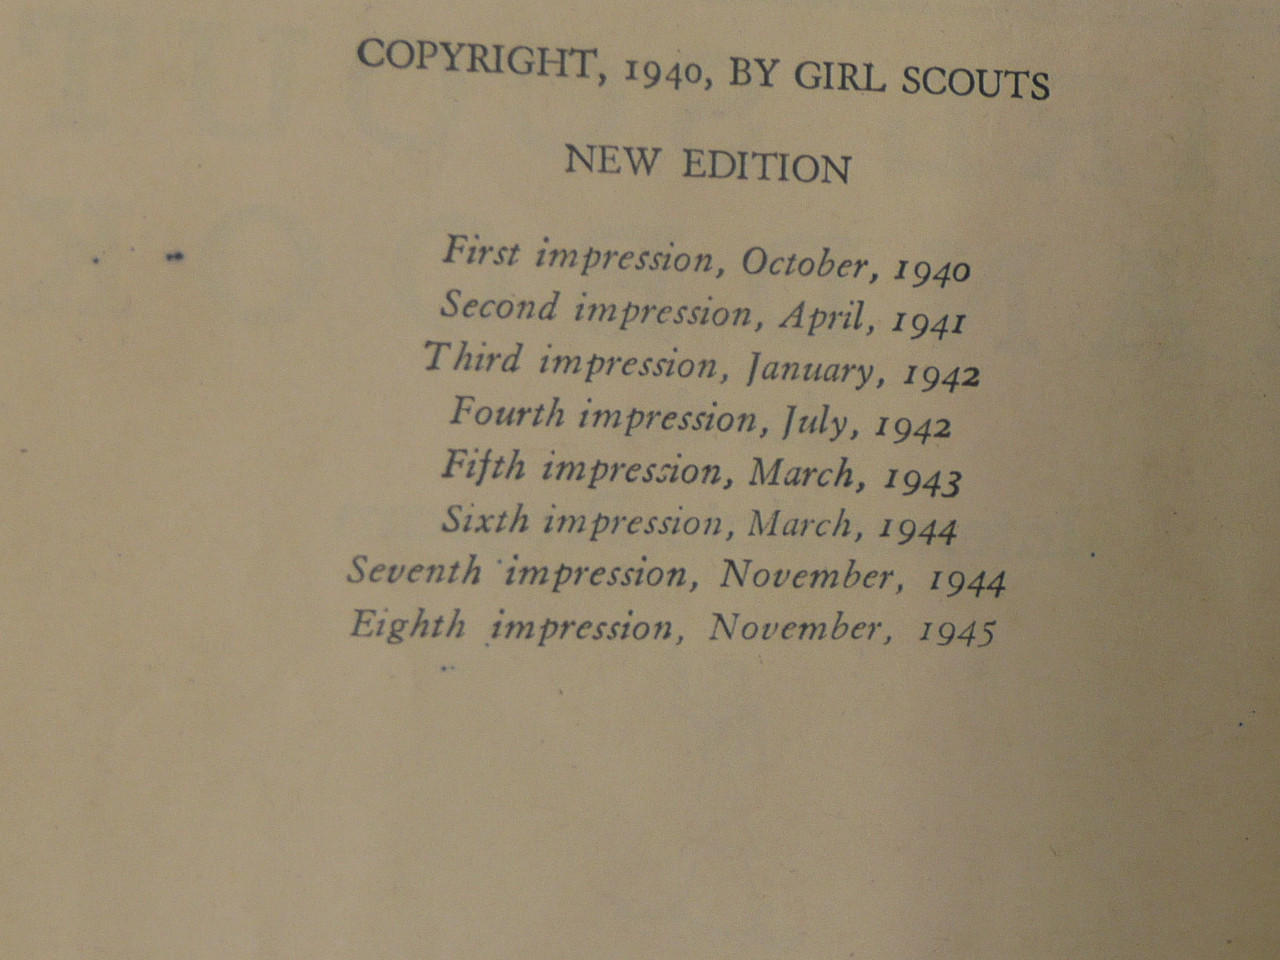 COPYRIGHT, 1940, BY GIRL SCOUTS
NEW EDITION
First impression, October, 1940
Second impression, April, 1941
Third impression, January, 1942
Fourth impression, July, 1942
Fifth impression, March, 1943
Sixth impression, March, 1944
Seventh impression, November, 1944
Eighth impression, November, 1945